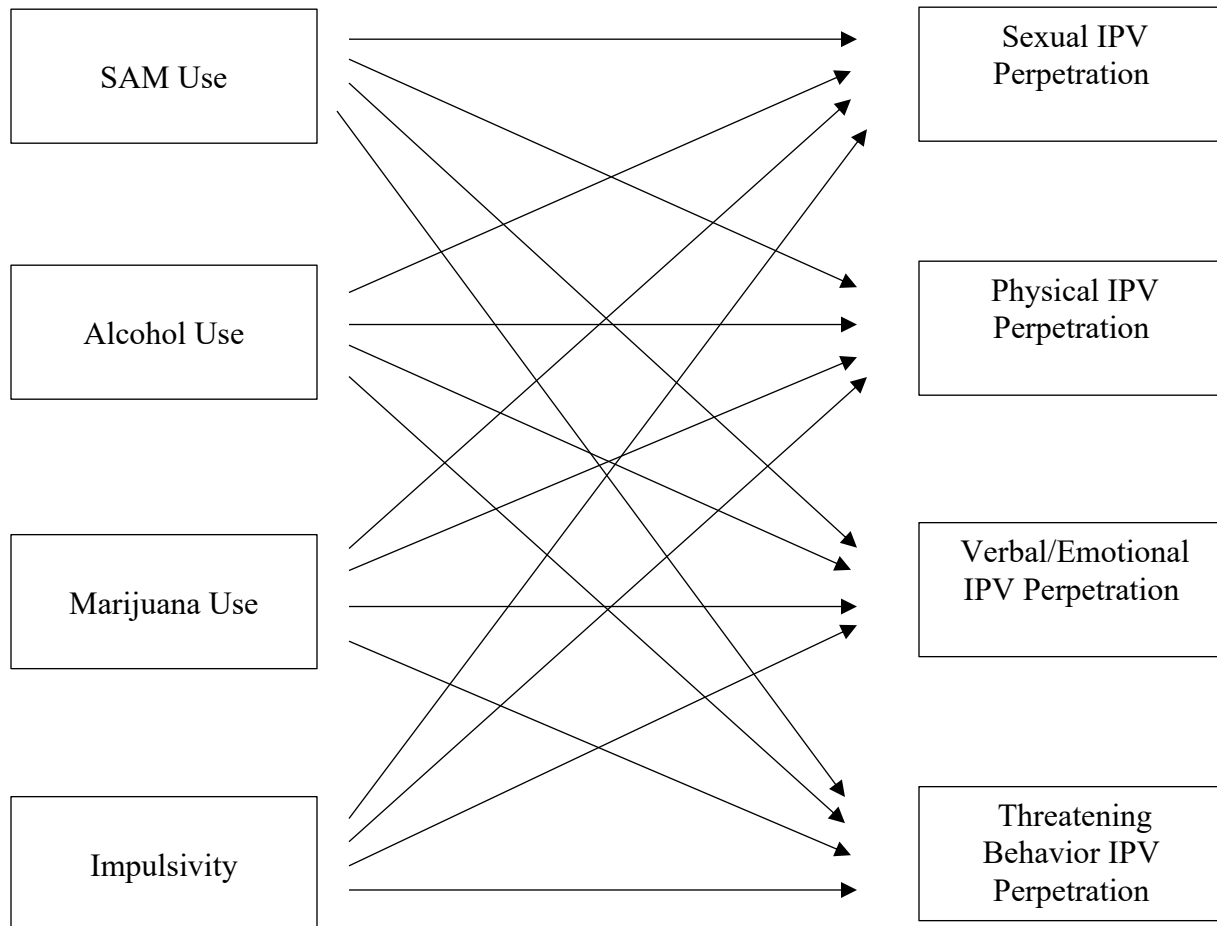 SAM Use
Sexual IPV
Perpetration
Alcohol Use
Physical IPV
Perpetration
Marijuana Use
Verbal/Emotional
IPV Perpetration
Impulsivity
Threatening
Behavior IPV
Perpetration